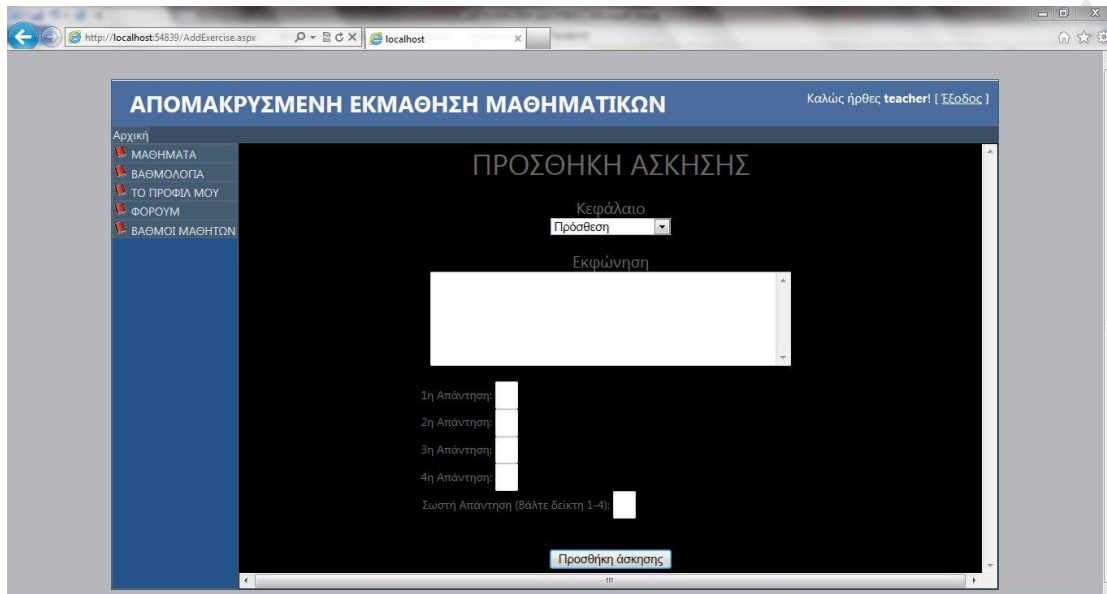 http://localhost:54839/AddExercise.aspx
localhost
ΑΠΟΜΑΚΡΥΣΜΕΝΗ ΕΚΜΑΘΗΣΗ ΜΑΘΗΜΑΤΙΚΩΝ
Καλώς ήρθες teacher! [ Έξοδος ]
Αρχική
ΜΑΘΗΜΑΤΑ
ΒΑΘΜΟΛΟΓΙΑ
ΤΟ ΠΡΟΦΙΛ ΜΟΥ
ΦΟΡΟΥΜ
ΒΑΘΜΟΙ ΜΑΘΗΤΩΝ
ΠΡΟΣΘΗΚΗ ΑΣΚΗΣΗΣ
Κεφάλαιο
Πρόσθεση
Εκφώνηση
1η Απάντηση:
2η Απάντηση:
3η Απάντηση:
4η Απάντηση:
Σωστή Απάντηση (Βάλτε δείκτη 1-4):
Προσθήκη άσκησης